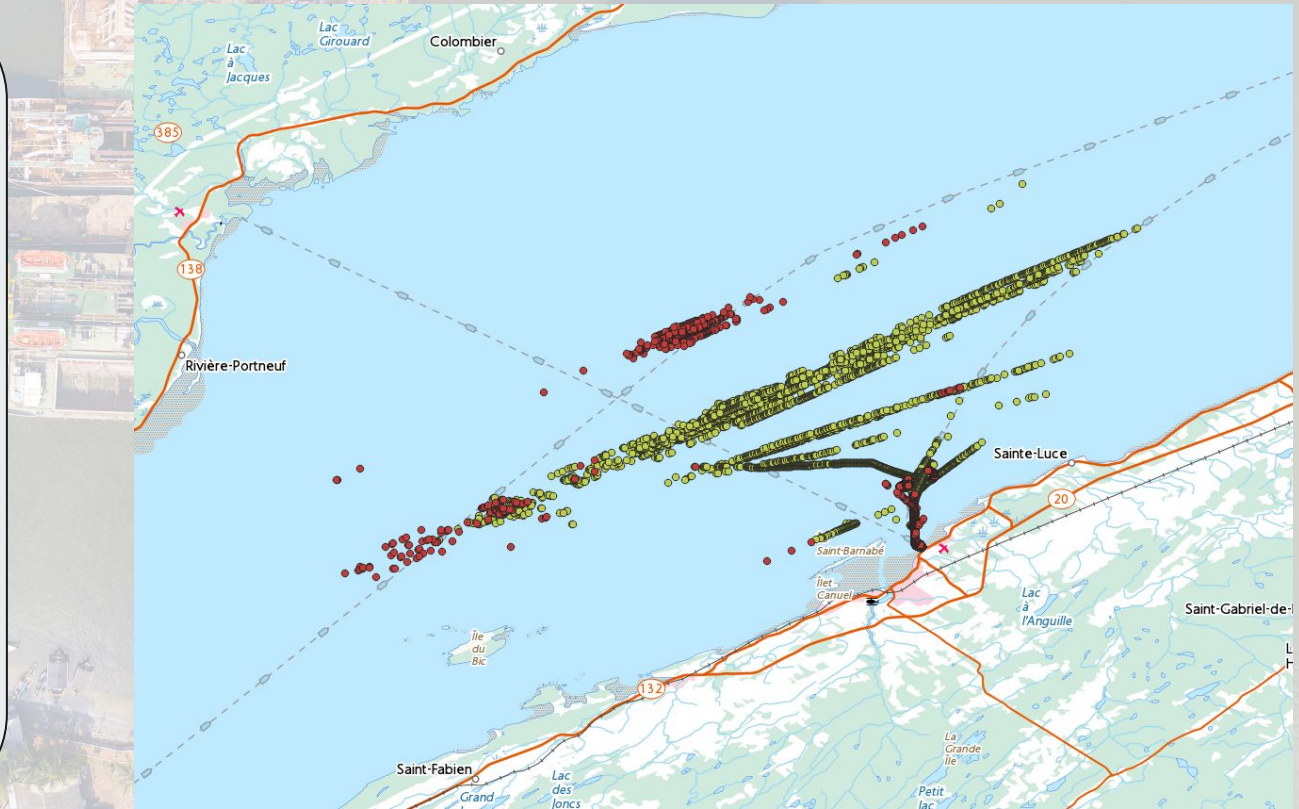 Lac
Girouard
Colombier
Lac
à
Jacques
385
138
Rivière-Portneuf
Sainte-Luce
20
Saint-Barnabé
Îlet
Canuel
Lac
à
l'Anguille
Saint-Gabriel-de-
Île
du
Bic
132
La
Grande
Île
Saint-Fabien
Lac
des
Joncs
Grand
Petit
lac